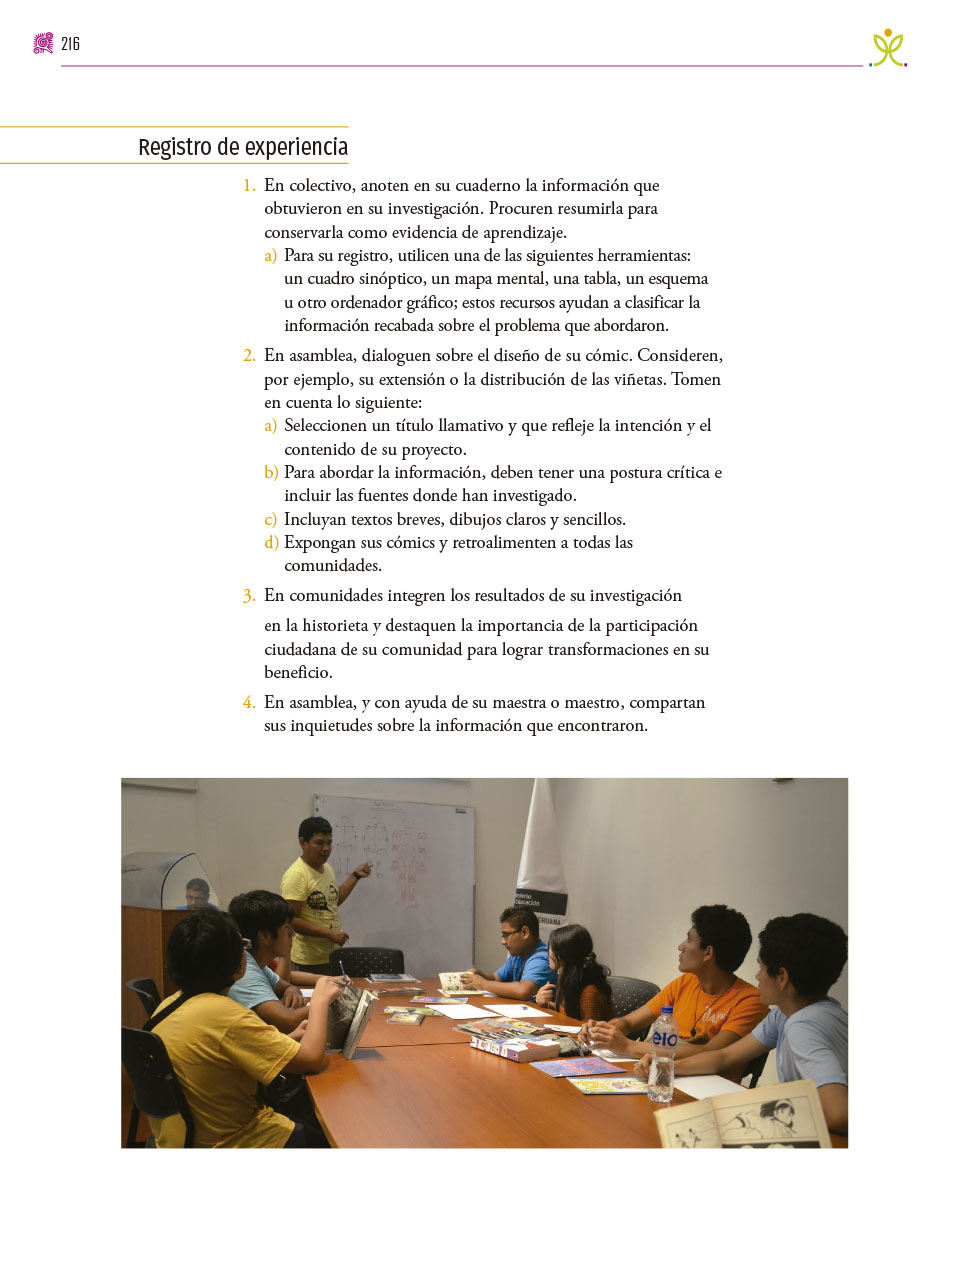 216
Registro de experiencia
1. En colectivo, anoten en su cuaderno la información que
obtuvieron en su investigación. Procuren resumirla para
conservarla como evidencia de aprendizaje.
a) Para su registro, utilicen una de las siguientes herramientas:
un cuadro sinóptico, un mapa mental, una tabla, un esquema
u otro ordenador gráfico; estos recursos ayudan a clasificar la
información recabada sobre el problema que abordaron.
2. En asamblea, dialoguen sobre el diseño de su cómic. Consideren,
por ejemplo, su extensión o la distribución de las viñetas. Tomen
en cuenta lo siguiente:
a) Seleccionen un título llamativo y que refleje la intención y el
contenido de su proyecto.
b) Para abordar la información, deben tener una postura crítica e
incluir las fuentes donde han investigado.
c) Incluyan textos breves, dibujos claros y sencillos.
d) Expongan sus cómics y retroalimenten a todas las
comunidades.
3. En comunidades integren los resultados de su investigación
en la historieta y destaquen la importancia de la participación
ciudadana de su comunidad para lograr transformaciones en su
beneficio.
4. En asamblea, y con ayuda de su maestra o maestro, compartan
sus inquietudes sobre la información que encontraron.
elo